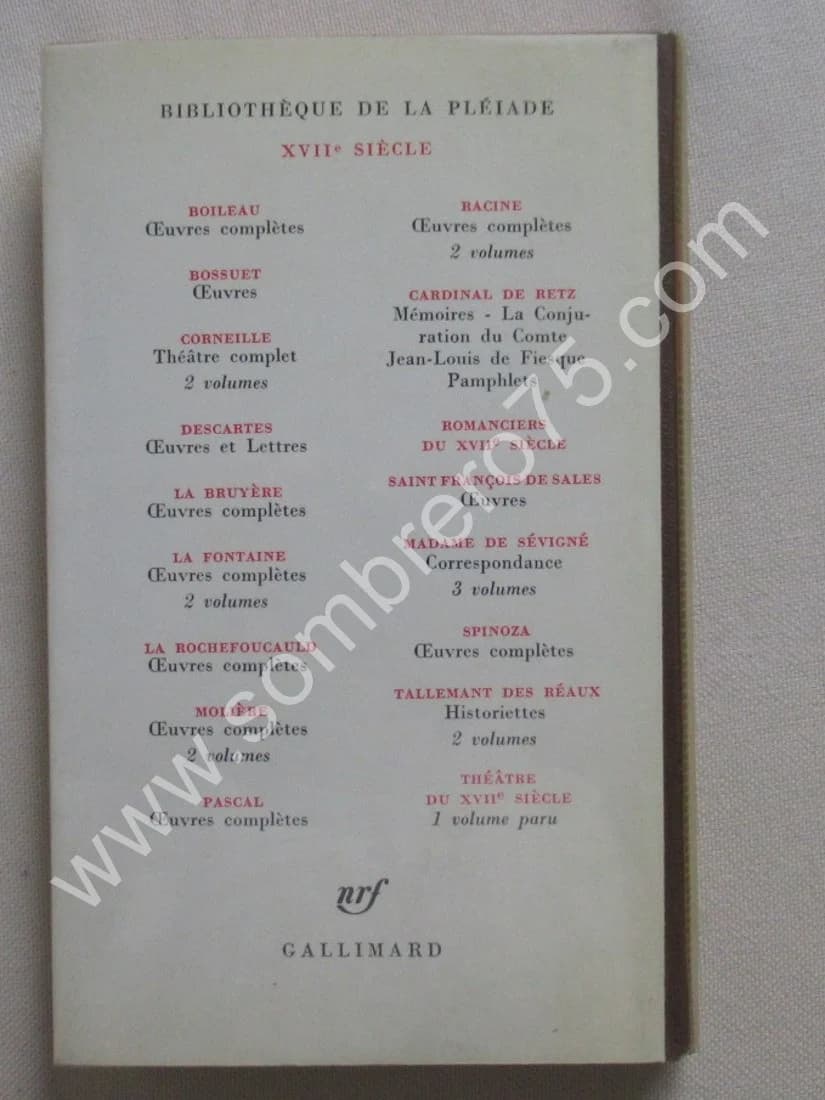 BIBLIOTHÈQUE DE LA PLÉIADE
XVIIe SIÈCLE
BOILEAU
Œuvres complètes
BOSSUET
Œuvres
CORNEILLE
Théâtre complet
2 volumes
DESCARTES
Œuvres et Lettres
LA BRUYÈRE
Œuvres complètes
LA FONTAINE
Œuvres complètes
2 volumes
LA ROCHEFOUCAULD
Œuvres complètes
MOLIÈRE
Œuvres complètes
2 volumes
PASCAL
Œuvres complètes
RACINE
Œuvres complètes
2 volumes
CARDINAL DE RETZ
Mémoires - La Conju-
ration du Comte
Jean-Louis de Fiesque
Pamphlets
ROMANCIERS
DU XVIIe SIÈCLE
SAINT FRANÇOIS DE SALES
Œuvres
MADAME DE SÉVIGNÉ
Correspondance
3 volumes
SPINOZA
Œuvres complètes
TALLEMANT DES RÉAUX
Historiettes
2 volumes
THÉÂTRE
DU XVIIe SIÈCLE
1 volume paru
nrf
GALLIMARD
www.sombrero75.com